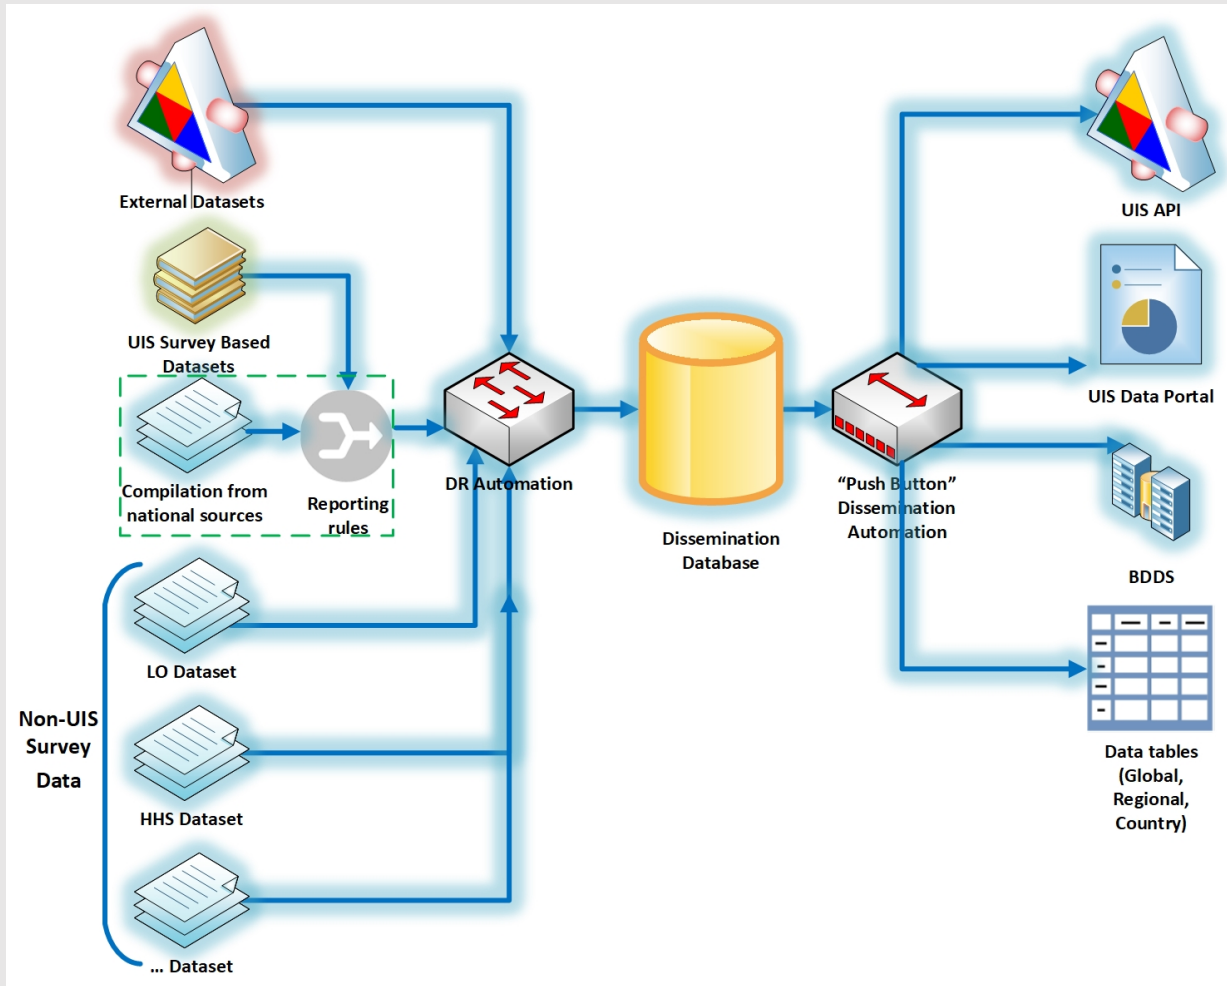 External Datasets
UIS Survey Based
Datasets
Compilation from
national sources
Reporting
rules
Non-UIS
Survey
Data
LO Dataset
HHS Dataset
... Dataset
DR Automation
Dissemination
Database
“Push Button”
Dissemination
Automation
UIS API
UIS Data Portal
BDDS
Data tables
(Global,
Regional,
Country)